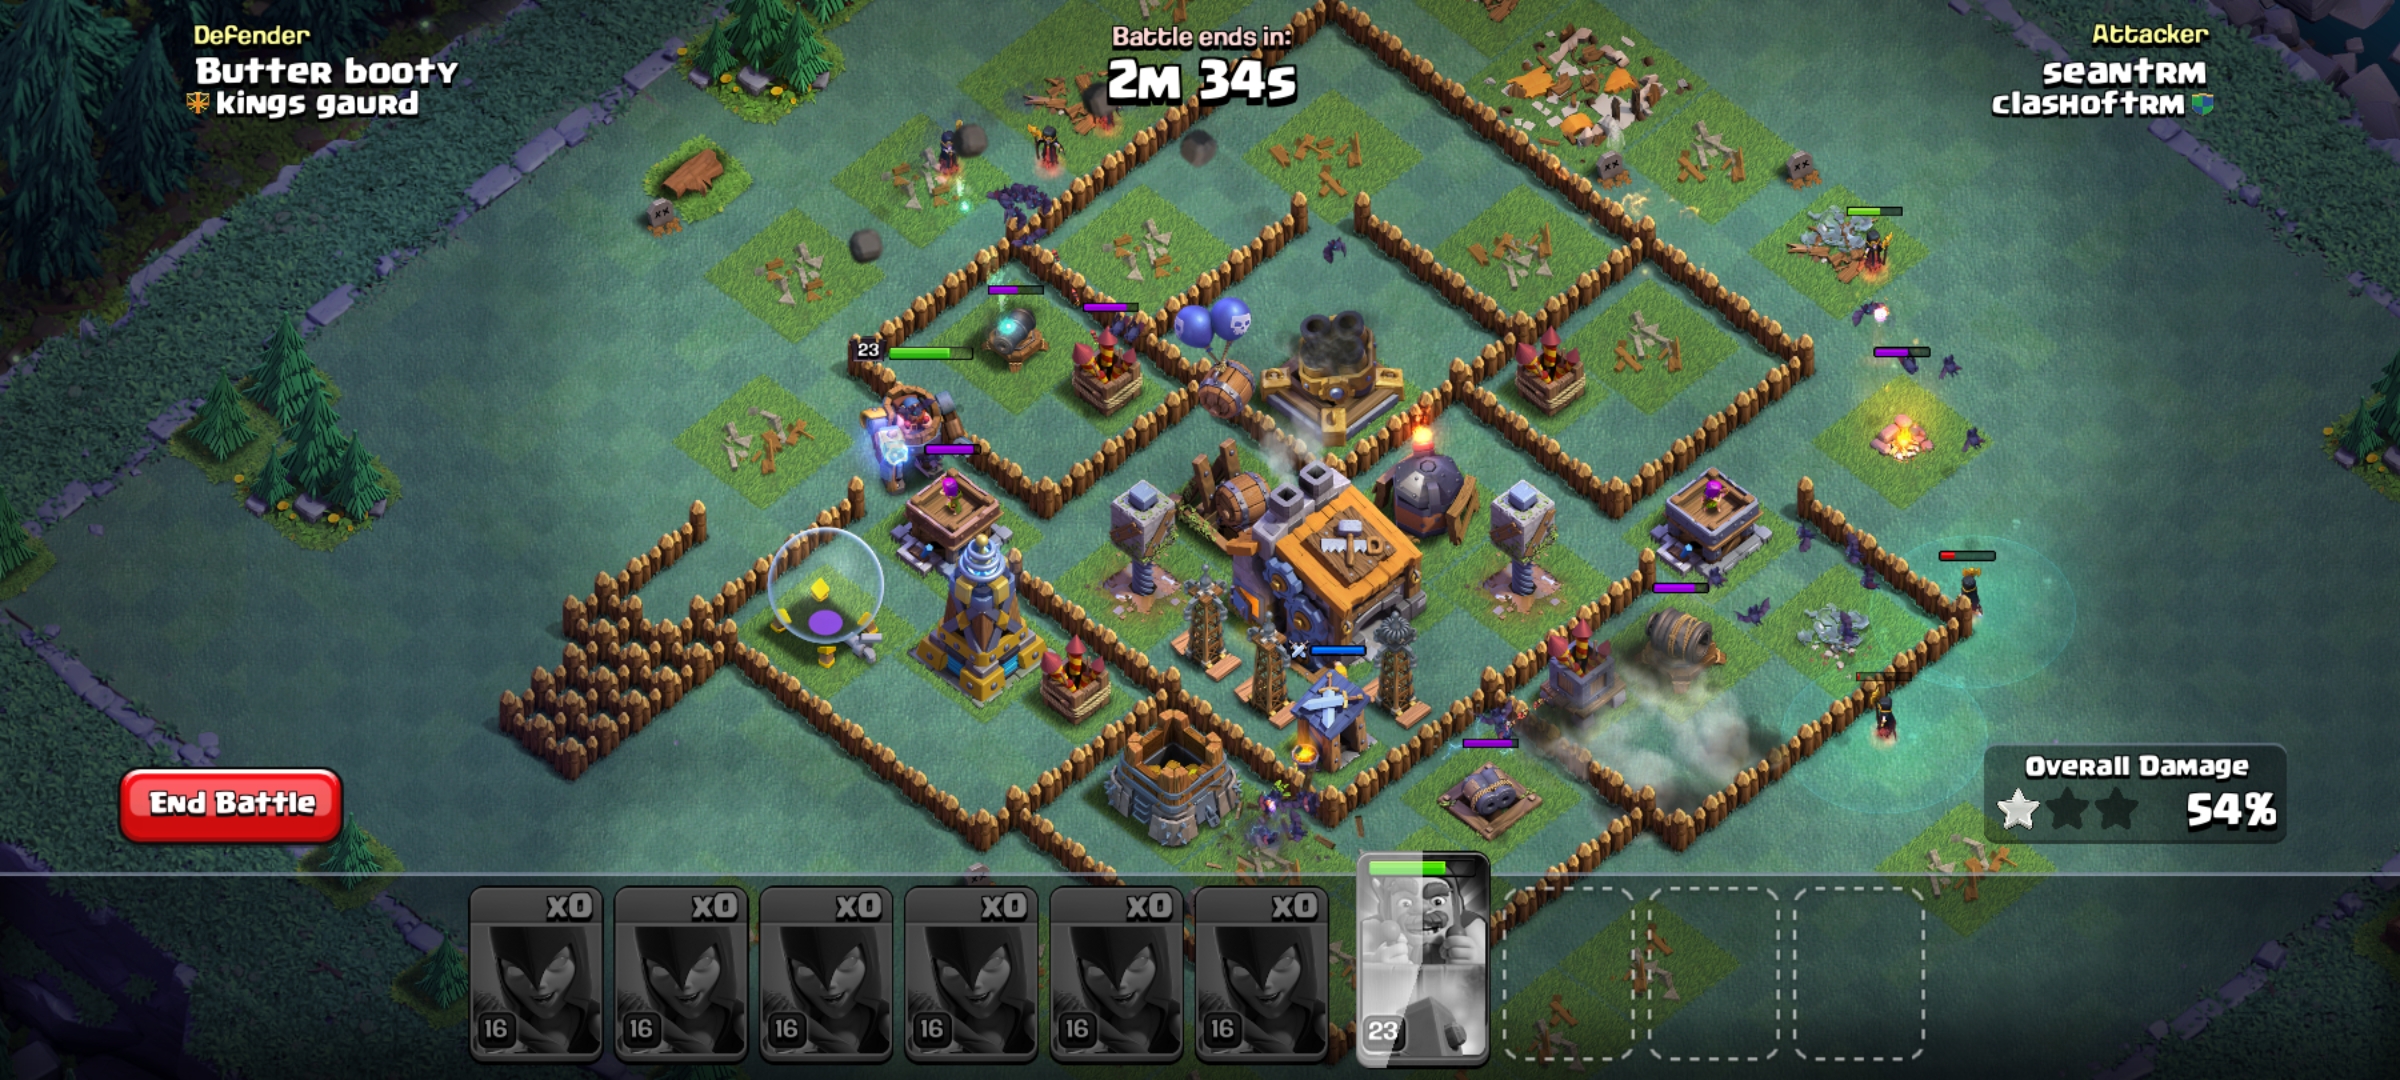 Defender
Butter booty
kings gaurd
Battle ends in:
2M 34s
Attacker
seantrm
clashoftrm
23
End Battle
Overall Damage
54%
x0
x0
x0
x0
x0
x0
16
16
16
16
16
16
23